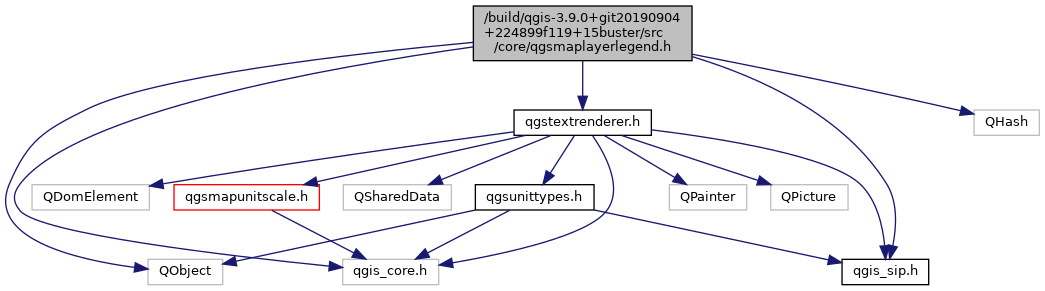 /build/qgis-3.9.0+git20190904
+224899f119+15buster/src
/core/qgsmaplayerlegend.h
qgstextrenderer.h
QHash
QDomElement
qgsmapunitscale.h
QSharedData
qgsunittypes.h
QPainter
QPicture
QObject
qgis_core.h
qgis_sip.h